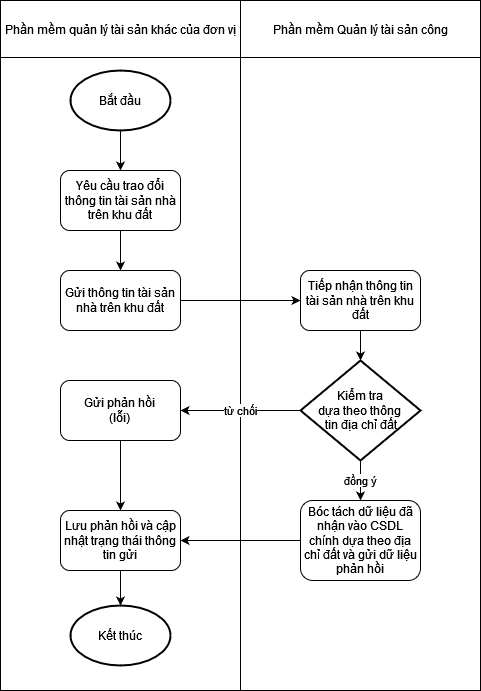 Phần mềm quản lý tài sản khác của đơn vị
Phần mềm Quản lý tài sản công
Bắt đầu
Yêu cầu trao đổi
thông tin tài sản nhà
trên khu đất
Gửi thông tin tài sản
nhà trên khu đất
Tiếp nhận thông tin
tài sản nhà trên khu
đất
Kiểm tra
dựa theo thông
tin địa chỉ đất
từ chối
Gửi phản hồi
(lỗi)
đồng ý
Bóc tách dữ liệu đã
nhận vào CSDL
chính dựa theo địa
chỉ đất và gửi dữ liệu
phản hồi
Lưu phản hồi và cập
nhật trạng thái thông
tin gửi
Kết thúc